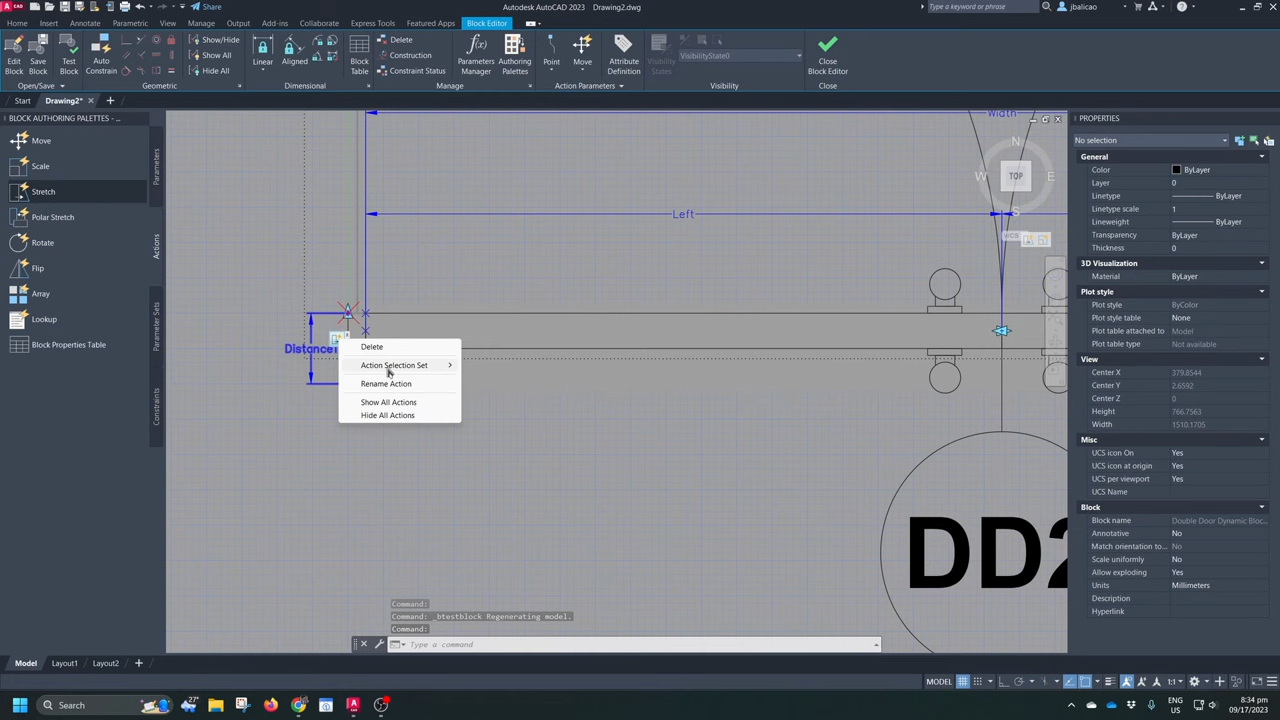 Share
Autodesk AutoCAD 2023 Drawing2.dwg
Type a keyword or phrase
jbalicao
Home Insert Annotate Parametric View Manage Output Add-ins Collaborate Express Tools Featured Apps Block Editor
Edit Block
Save Block
Test Block
Auto Constrain
Show/Hide
Show All
Hide All
Linear
Aligned
Delete
Construction
Constraint Status
Block Table
Parameters Manager
Authoring Palettes
Point
Move
Attribute Definition
Visibility States
VisibilityState0
Close Block Editor
Open/Save Geometric Dimensional Manage Action Parameters Visibility Close
Start Drawing2*
BLOCK AUTHORING PALETTES - ...
Move
Scale
Stretch
Polar Stretch
Rotate
Flip
Array
Lookup
Block Properties Table
Parameters
Actions
Parameter Sets
Constraints
Width
N
W TOP E
S
WCS
Left
Distance
Delete
Action Selection Set
Rename Action
Show All Actions
Hide All Actions
DD2
Command:
Command: _btestblock Regenerating model.
Command:
Type a command
PROPERTIES
No selection
General
Color ByLayer
Layer 0
Linetype ByLayer
Linetype scale 1
Lineweight ByLayer
Transparency ByLayer
Thickness 0
3D Visualization
Material ByLayer
Plot style
Plot style ByColor
Plot style table None
Plot table attached to Model
Plot table type Not available
View
Center X 379.8544
Center Y 2.6592
Center Z 0
Height 766.7563
Width 1510.1705
Misc
UCS icon On Yes
UCS icon at origin Yes
UCS per viewport Yes
UCS Name
Block
Block name Double Door Dynamic Bloc...
Annotative No
Match orientation to... No
Scale uniformly No
Allow exploding Yes
Units Millimeters
Description
Hyperlink
Model Layout1 Layout2
MODEL 1:1
Search
27°
ENG
US
8:34 pm
09/17/2023